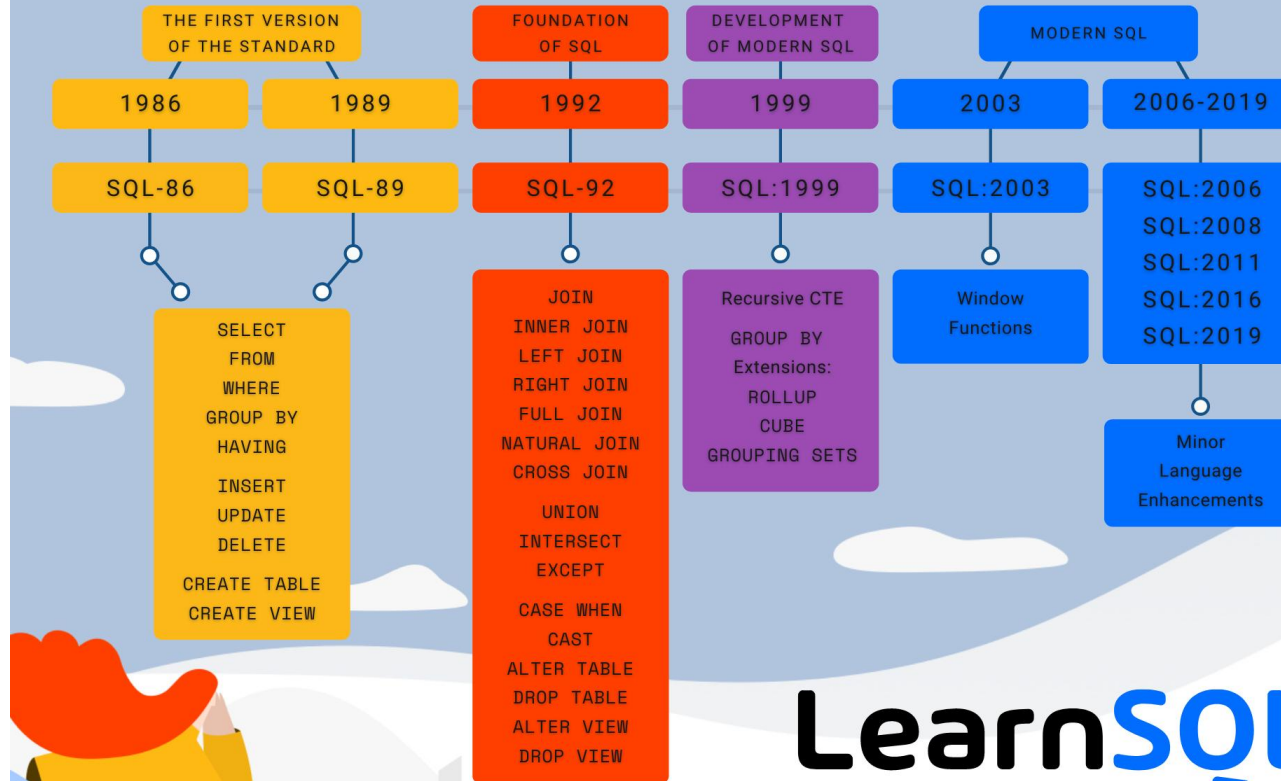 THE FIRST VERSION
OF THE STANDARD
FOUNDATION
OF SQL
DEVELOPMENT
OF MODERN SQL
MODERN SQL
1986
1989
1992
1999
2003
2006-2019
SQL-86
SQL-89
SQL-92
SQL:1999
SQL:2003
SQL:2006
SQL:2008
SQL:2011
SQL:2016
SQL:2019
SELECT
FROM
WHERE
GROUP BY
HAVING
INSERT
UPDATE
DELETE
CREATE TABLE
CREATE VIEW
JOIN
INNER JOIN
LEFT JOIN
RIGHT JOIN
FULL JOIN
NATURAL JOIN
CROSS JOIN
UNION
INTERSECT
EXCEPT
CASE WHEN
CAST
ALTER TABLE
DROP TABLE
ALTER VIEW
DROP VIEW
Recursive CTE
GROUP BY
Extensions:
ROLLUP
CUBE
GROUPING SETS
Window
Functions
Minor
Language
Enhancements
LearnSQL